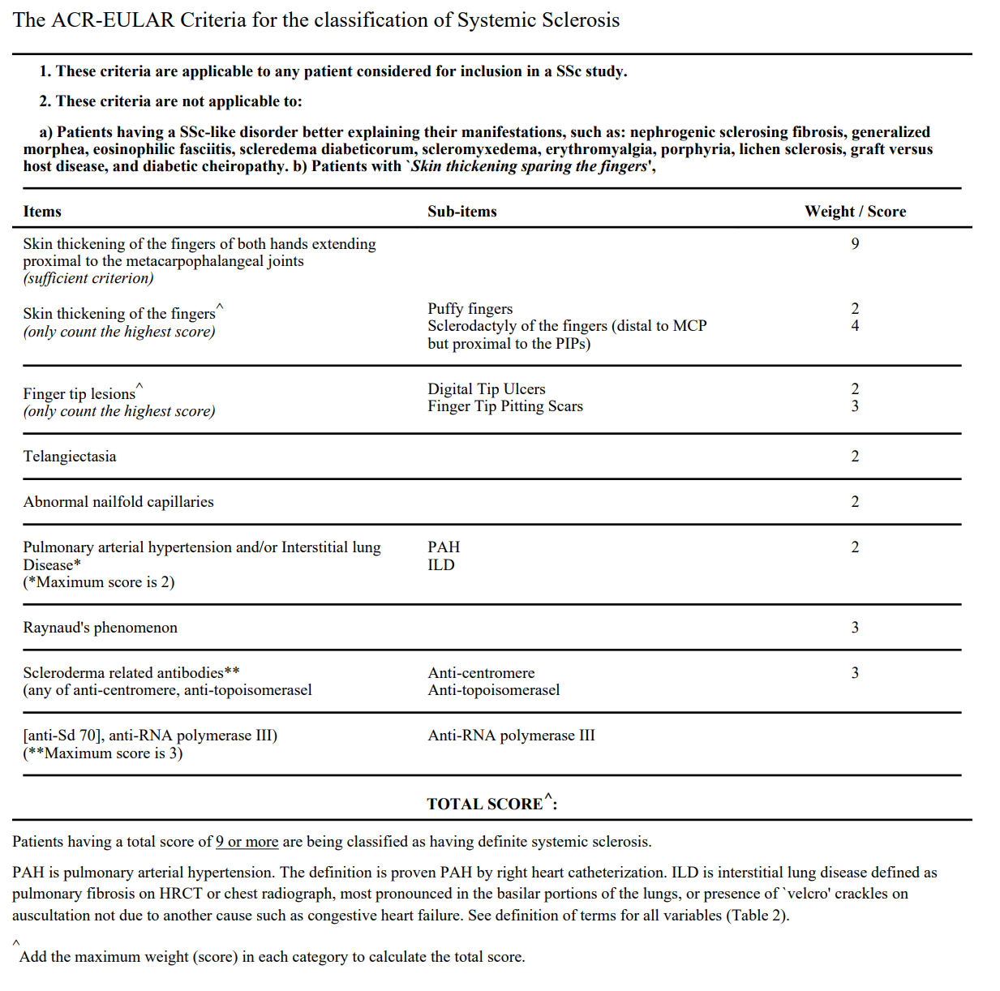 The ACR-EULAR Criteria for the classification of Systemic Sclerosis
1. These criteria are applicable to any patient considered for inclusion in a SSc study.
2. These criteria are not applicable to:
a) Patients having a SSc-like disorder better explaining their manifestations, such as: nephrogenic sclerosing fibrosis, generalized
morphea, eosinophilic fasciitis, scleredema diabeticorum, scleromyxedema, erythromyalgia, porphyria, lichen sclerosis, graft versus
host disease, and diabetic cheiropathy. b) Patients with `Skin thickening sparing the fingers',
Items Sub-items Weight / Score
Skin thickening of the fingers of both hands extending 9
proximal to the metacarpophalangeal joints
(sufficient criterion)
Skin thickening of the fingers^ Puffy fingers 2
(only count the highest score) Sclerodactyly of the fingers (distal to MCP 4
but proximal to the PIPs)
Finger tip lesions^ Digital Tip Ulcers 2
(only count the highest score) Finger Tip Pitting Scars 3
Telangiectasia 2
Abnormal nailfold capillaries 2
Pulmonary arterial hypertension and/or Interstitial lung PAH 2
Disease* ILD
(*Maximum score is 2)
Raynaud's phenomenon 3
Scleroderma related antibodies** Anti-centromere 3
(any of anti-centromere, anti-topoisomerasel Anti-topoisomerasel
[anti-Sd 70], anti-RNA polymerase III) Anti-RNA polymerase III
(**Maximum score is 3)
TOTAL SCORE^:
Patients having a total score of 9 or more are being classified as having definite systemic sclerosis.
PAH is pulmonary arterial hypertension. The definition is proven PAH by right heart catheterization. ILD is interstitial lung disease defined as
pulmonary fibrosis on HRCT or chest radiograph, most pronounced in the basilar portions of the lungs, or presence of `velcro' crackles on
auscultation not due to another cause such as congestive heart failure. See definition of terms for all variables (Table 2).
^Add the maximum weight (score) in each category to calculate the total score.